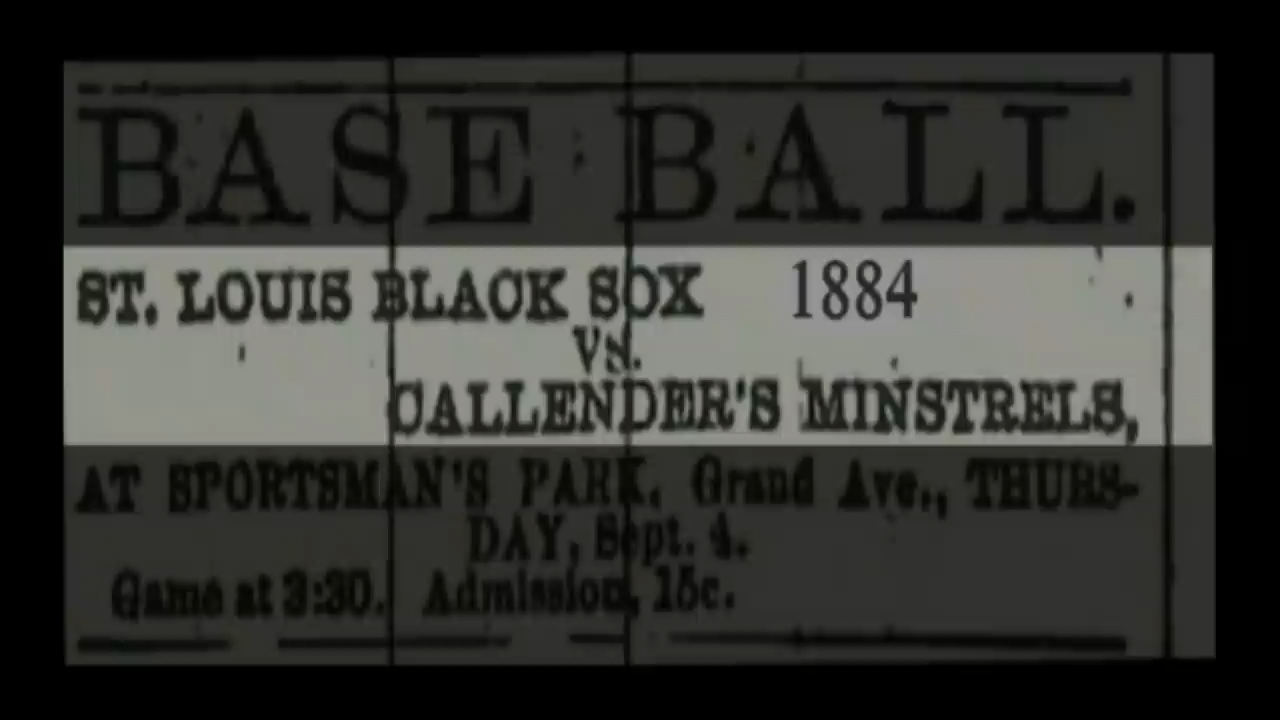 BASE BALL.
ST. LOUIS BLACK SOX 1884
VS.
CALLENDER'S MINSTRELS,
AT SPORTSMAN'S PARK, Grand Ave., THURS-
DAY, Sept. 4.
Game at 3:30. Admission, 15c.